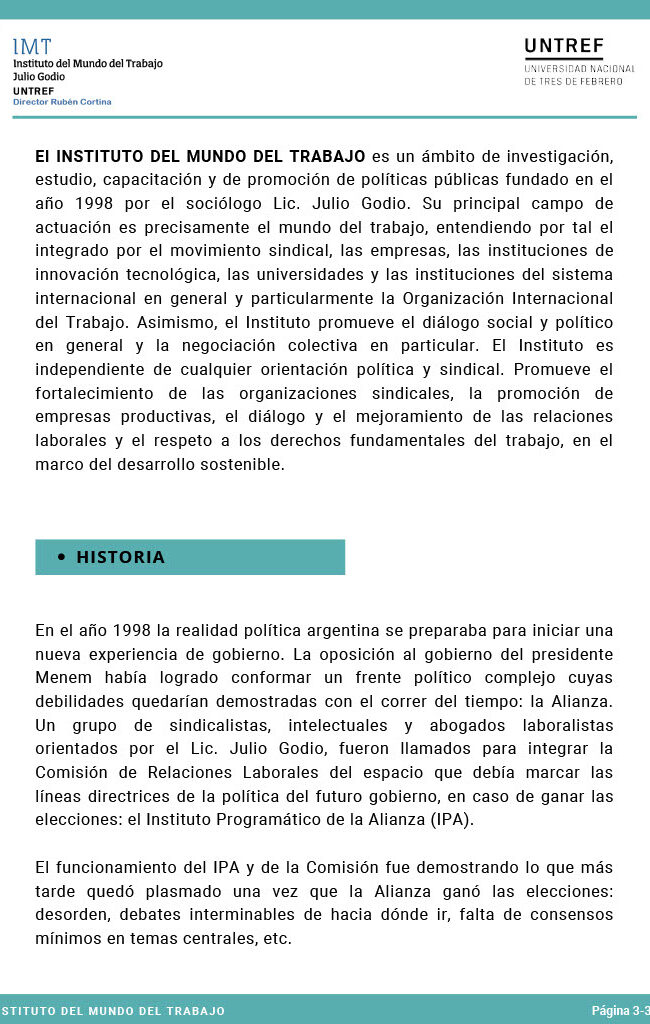 IMT
Instituto del Mundo del Trabajo
Julio Godio
UNTREF
Director Rubén Cortina
UNTREF
UNIVERSIDAD NACIONAL
DE TRES DE FEBRERO
El INSTITUTO DEL MUNDO DEL TRABAJO es un ámbito de investigación,
estudio, capacitación y de promoción de políticas públicas fundado en el
año 1998 por el sociólogo Lic. Julio Godio. Su principal campo de
actuación es precisamente el mundo del trabajo, entendiendo por tal el
integrado por el movimiento sindical, las empresas, las instituciones de
innovación tecnológica, las universidades y las instituciones del sistema
internacional en general y particularmente la Organización Internacional
del Trabajo. Asimismo, el Instituto promueve el diálogo social y político
en general y la negociación colectiva en particular. El Instituto es
independiente de cualquier orientación política y sindical. Promueve el
fortalecimiento de las organizaciones sindicales, la promoción de
empresas productivas, el diálogo y el mejoramiento de las relaciones
laborales y el respeto a los derechos fundamentales del trabajo, en el
marco del desarrollo sostenible.
• HISTORIA
En el año 1998 la realidad política argentina se preparaba para iniciar una
nueva experiencia de gobierno. La oposición al gobierno del presidente
Menem había logrado conformar un frente político complejo cuyas
debilidades quedarían demostradas con el correr del tiempo: la Alianza.
Un grupo de sindicalistas, intelectuales y abogados laboralistas
orientados por el Lic. Julio Godio, fueron llamados para integrar la
Comisión de Relaciones Laborales del espacio que debía marcar las
líneas directrices de la política del futuro gobierno, en caso de ganar las
elecciones: el Instituto Programático de la Alianza (IPA).
El funcionamiento del IPA y de la Comisión fue demostrando lo que más
tarde quedó plasmado una vez que la Alianza ganó las elecciones:
desorden, debates interminables de hacia dónde ir, falta de consensos
mínimos en temas centrales, etc.
STITUTO DEL MUNDO DEL TRABAJO
Página 3-3